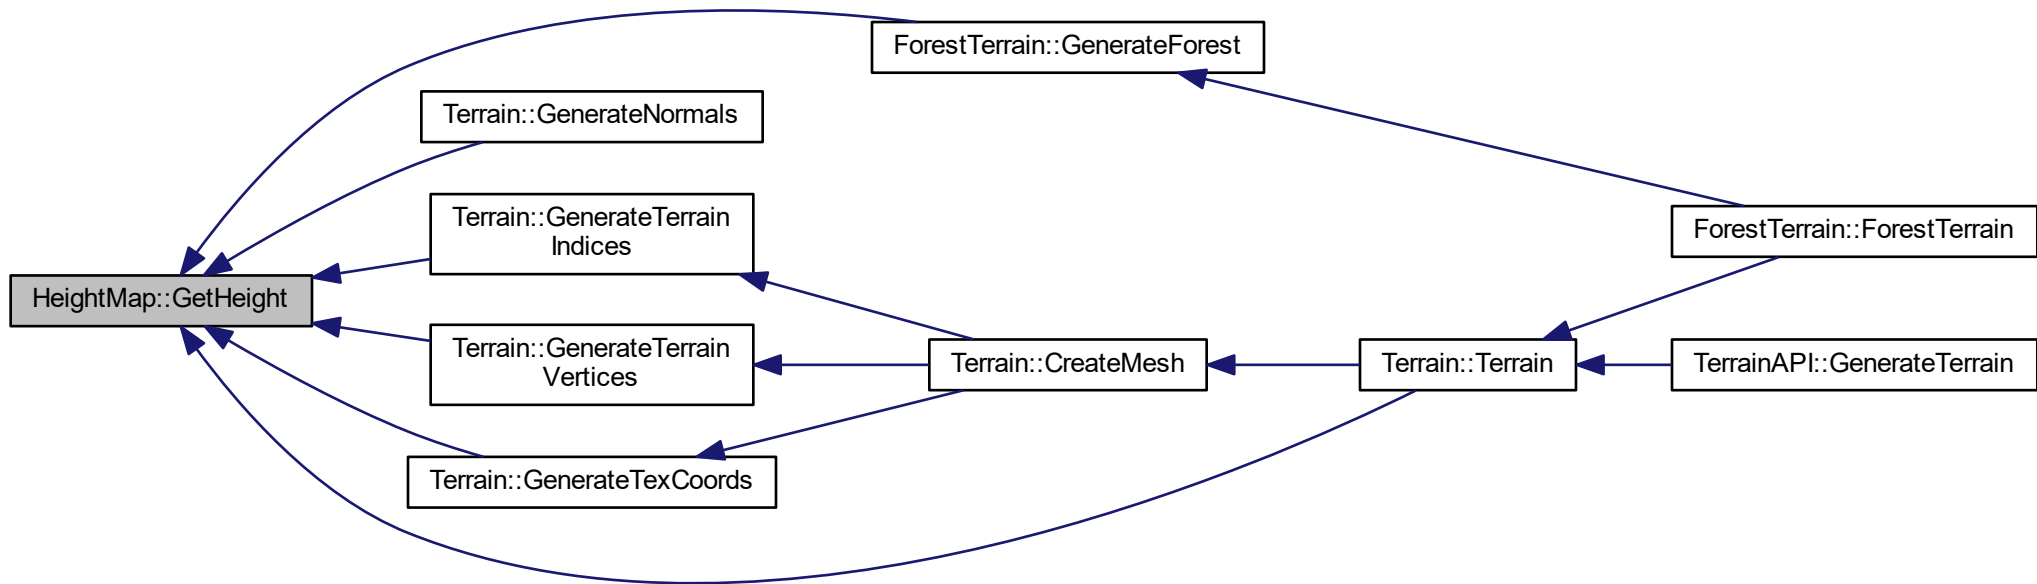 ForestTerrain::GenerateForest
Terrain::GenerateNormals
Terrain::GenerateTerrain
Indices
ForestTerrain::ForestTerrain
HeightMap::GetHeight
Terrain::GenerateTerrain
Vertices
Terrain::CreateMesh
Terrain::Terrain
TerrainAPI::GenerateTerrain
Terrain::GenerateTexCoords